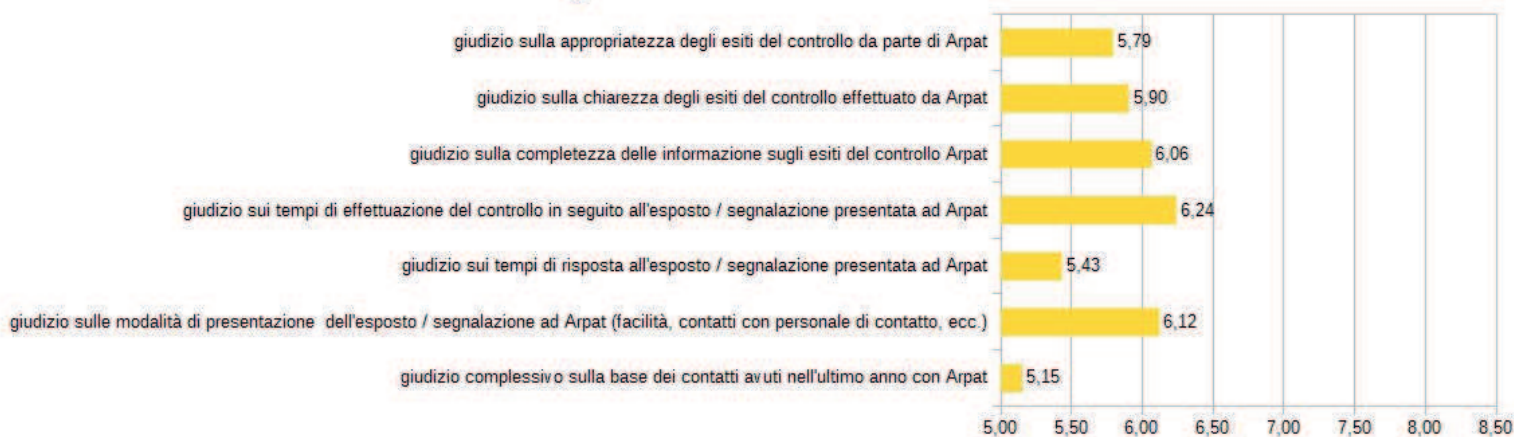 giudizio sulla appropriatezza degli esiti del controllo da parte di Arpat 5,79
giudizio sulla chiarezza degli esiti del controllo effettuato da Arpat 5,90
giudizio sulla completezza delle informazione sugli esiti del controllo Arpat 6,06
giudizio sui tempi di effettuazione del controllo in seguito all'esposto / segnalazione presentata ad Arpat 6,24
giudizio sui tempi di risposta all'esposto / segnalazione presentata ad Arpat 5,43
giudizio sulle modalità di presentazione dell'esposto / segnalazione ad Arpat (facilità, contatti con personale di contatto, ecc.) 6,12
giudizio complessivo sulla base dei contatti avuti nell'ultimo anno con Arpat 5,15
5,00 5,50 6,00 6,50 7,00 7,50 8,00 8,50